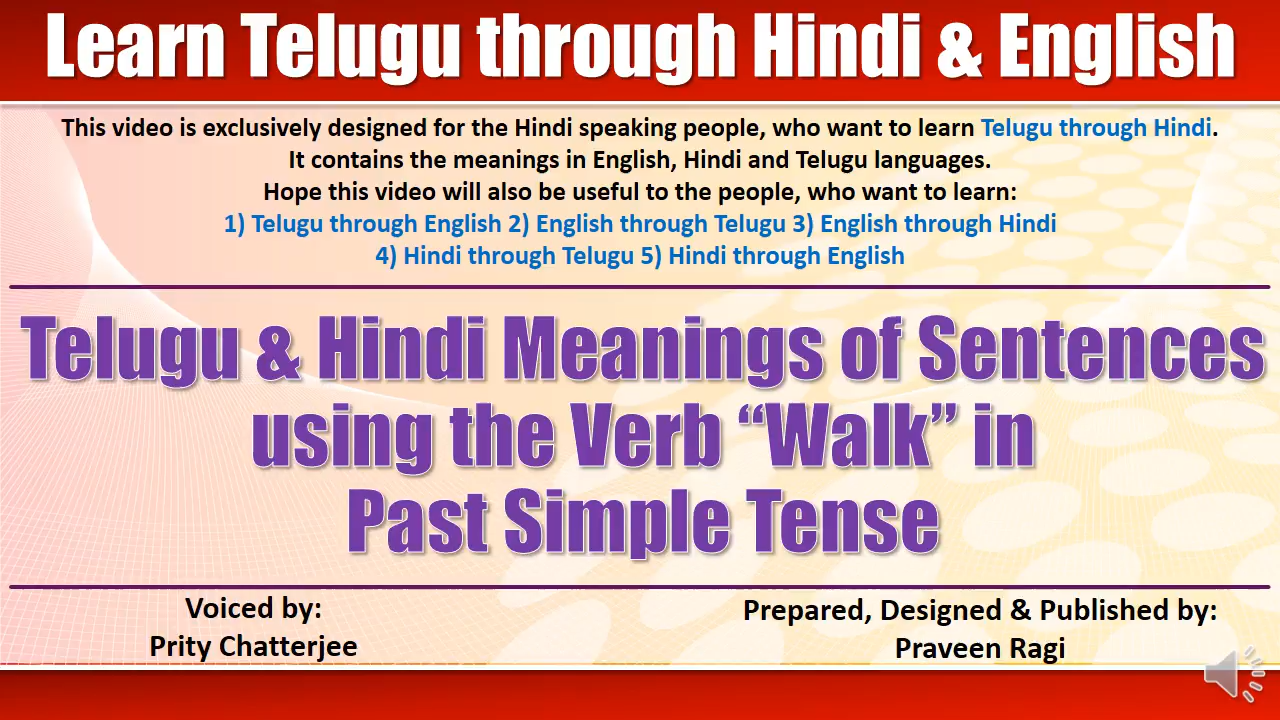 Learn Telugu through Hindi & English
This video is exclusively designed for the Hindi speaking people, who want to learn Telugu through Hindi.
It contains the meanings in English, Hindi and Telugu languages.
Hope this video will also be useful to the people, who want to learn:
1) Telugu through English 2) English through Telugu 3) English through Hindi
4) Hindi through Telugu 5) Hindi through English
Telugu & Hindi Meanings of Sentences
using the Verb “Walk” in
Past Simple Tense
Voiced by:
Prity Chatterjee
Prepared, Designed & Published by:
Praveen Ragi